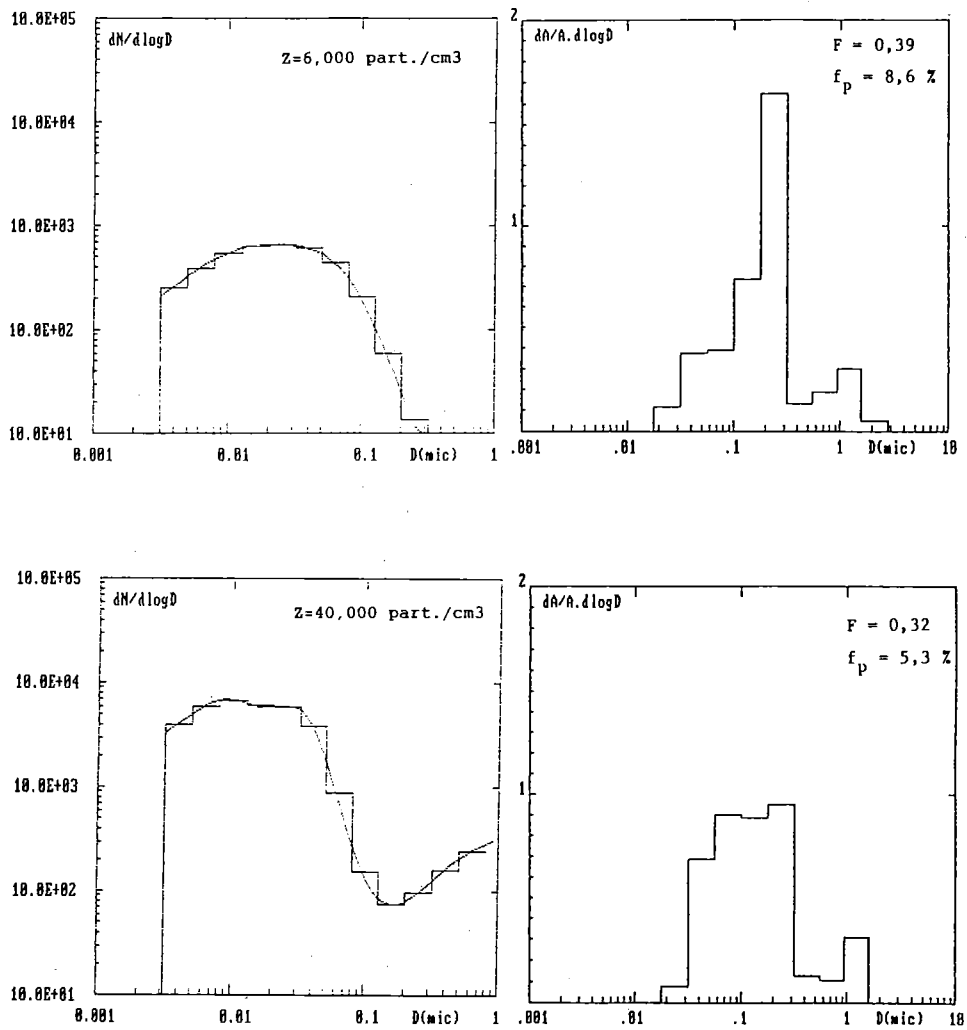 10.0E+05
dN/dlogD
Z=6,000 part./cm3
10.0E+04
10.0E+03
10.0E+02
10.0E+01
0.001
0.01
0.1
D(mic)
1
2
dA/A.dlogD
F = 0,39
f_p = 8,6 %
1
.001
.01
.1
1
D(mic)
10
10.0E+05
dN/dlogD
Z=40,000 part./cm3
10.0E+04
10.0E+03
10.0E+02
10.0E+01
0.001
0.01
0.1
D(mic)
1
2
dA/A.dlogD
F = 0,32
f_p = 5,3 %
1
.001
.01
.1
1
D(mic)
10